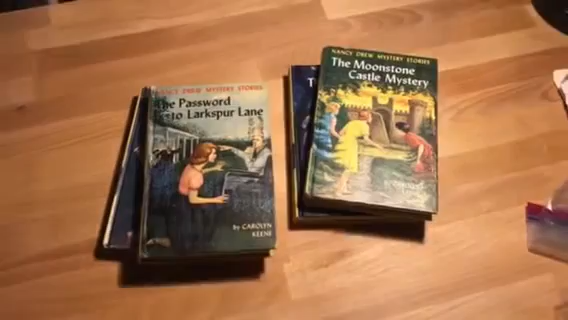 NANCY DREW MYSTERY STORIES
The Password
to Larkspur Lane
by CAROLYN
KEENE
T
NANCY DREW MYSTERY STORIES
The Moonstone
Castle Mystery